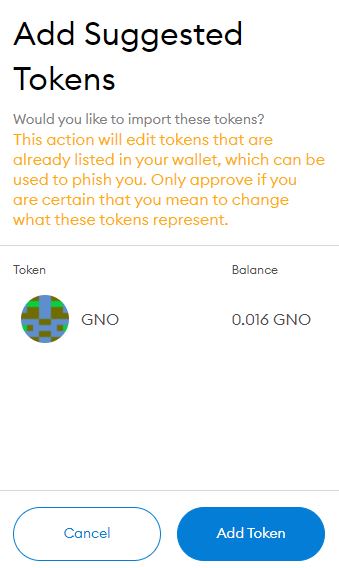 Add Suggested
Tokens
Would you like to import these tokens?
This action will edit tokens that are
already listed in your wallet, which can be
used to phish you. Only approve if you
are certain that you mean to change
what these tokens represent.
Token Balance
GNO 0.016 GNO
Cancel Add Token